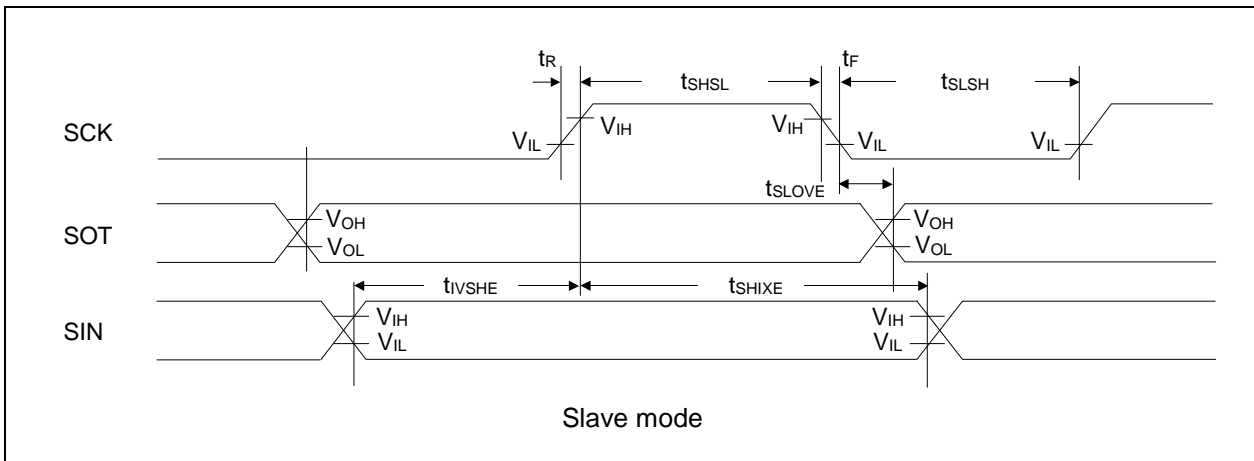 tR tSHSL tF tSLSH
SCK VIL VIH VIH VIL VIL
tSLOVE
SOT VOH VOH
VOL VOL
tIVSHE tSHIXE
SIN VIH VIH
VIL VIL
Slave mode